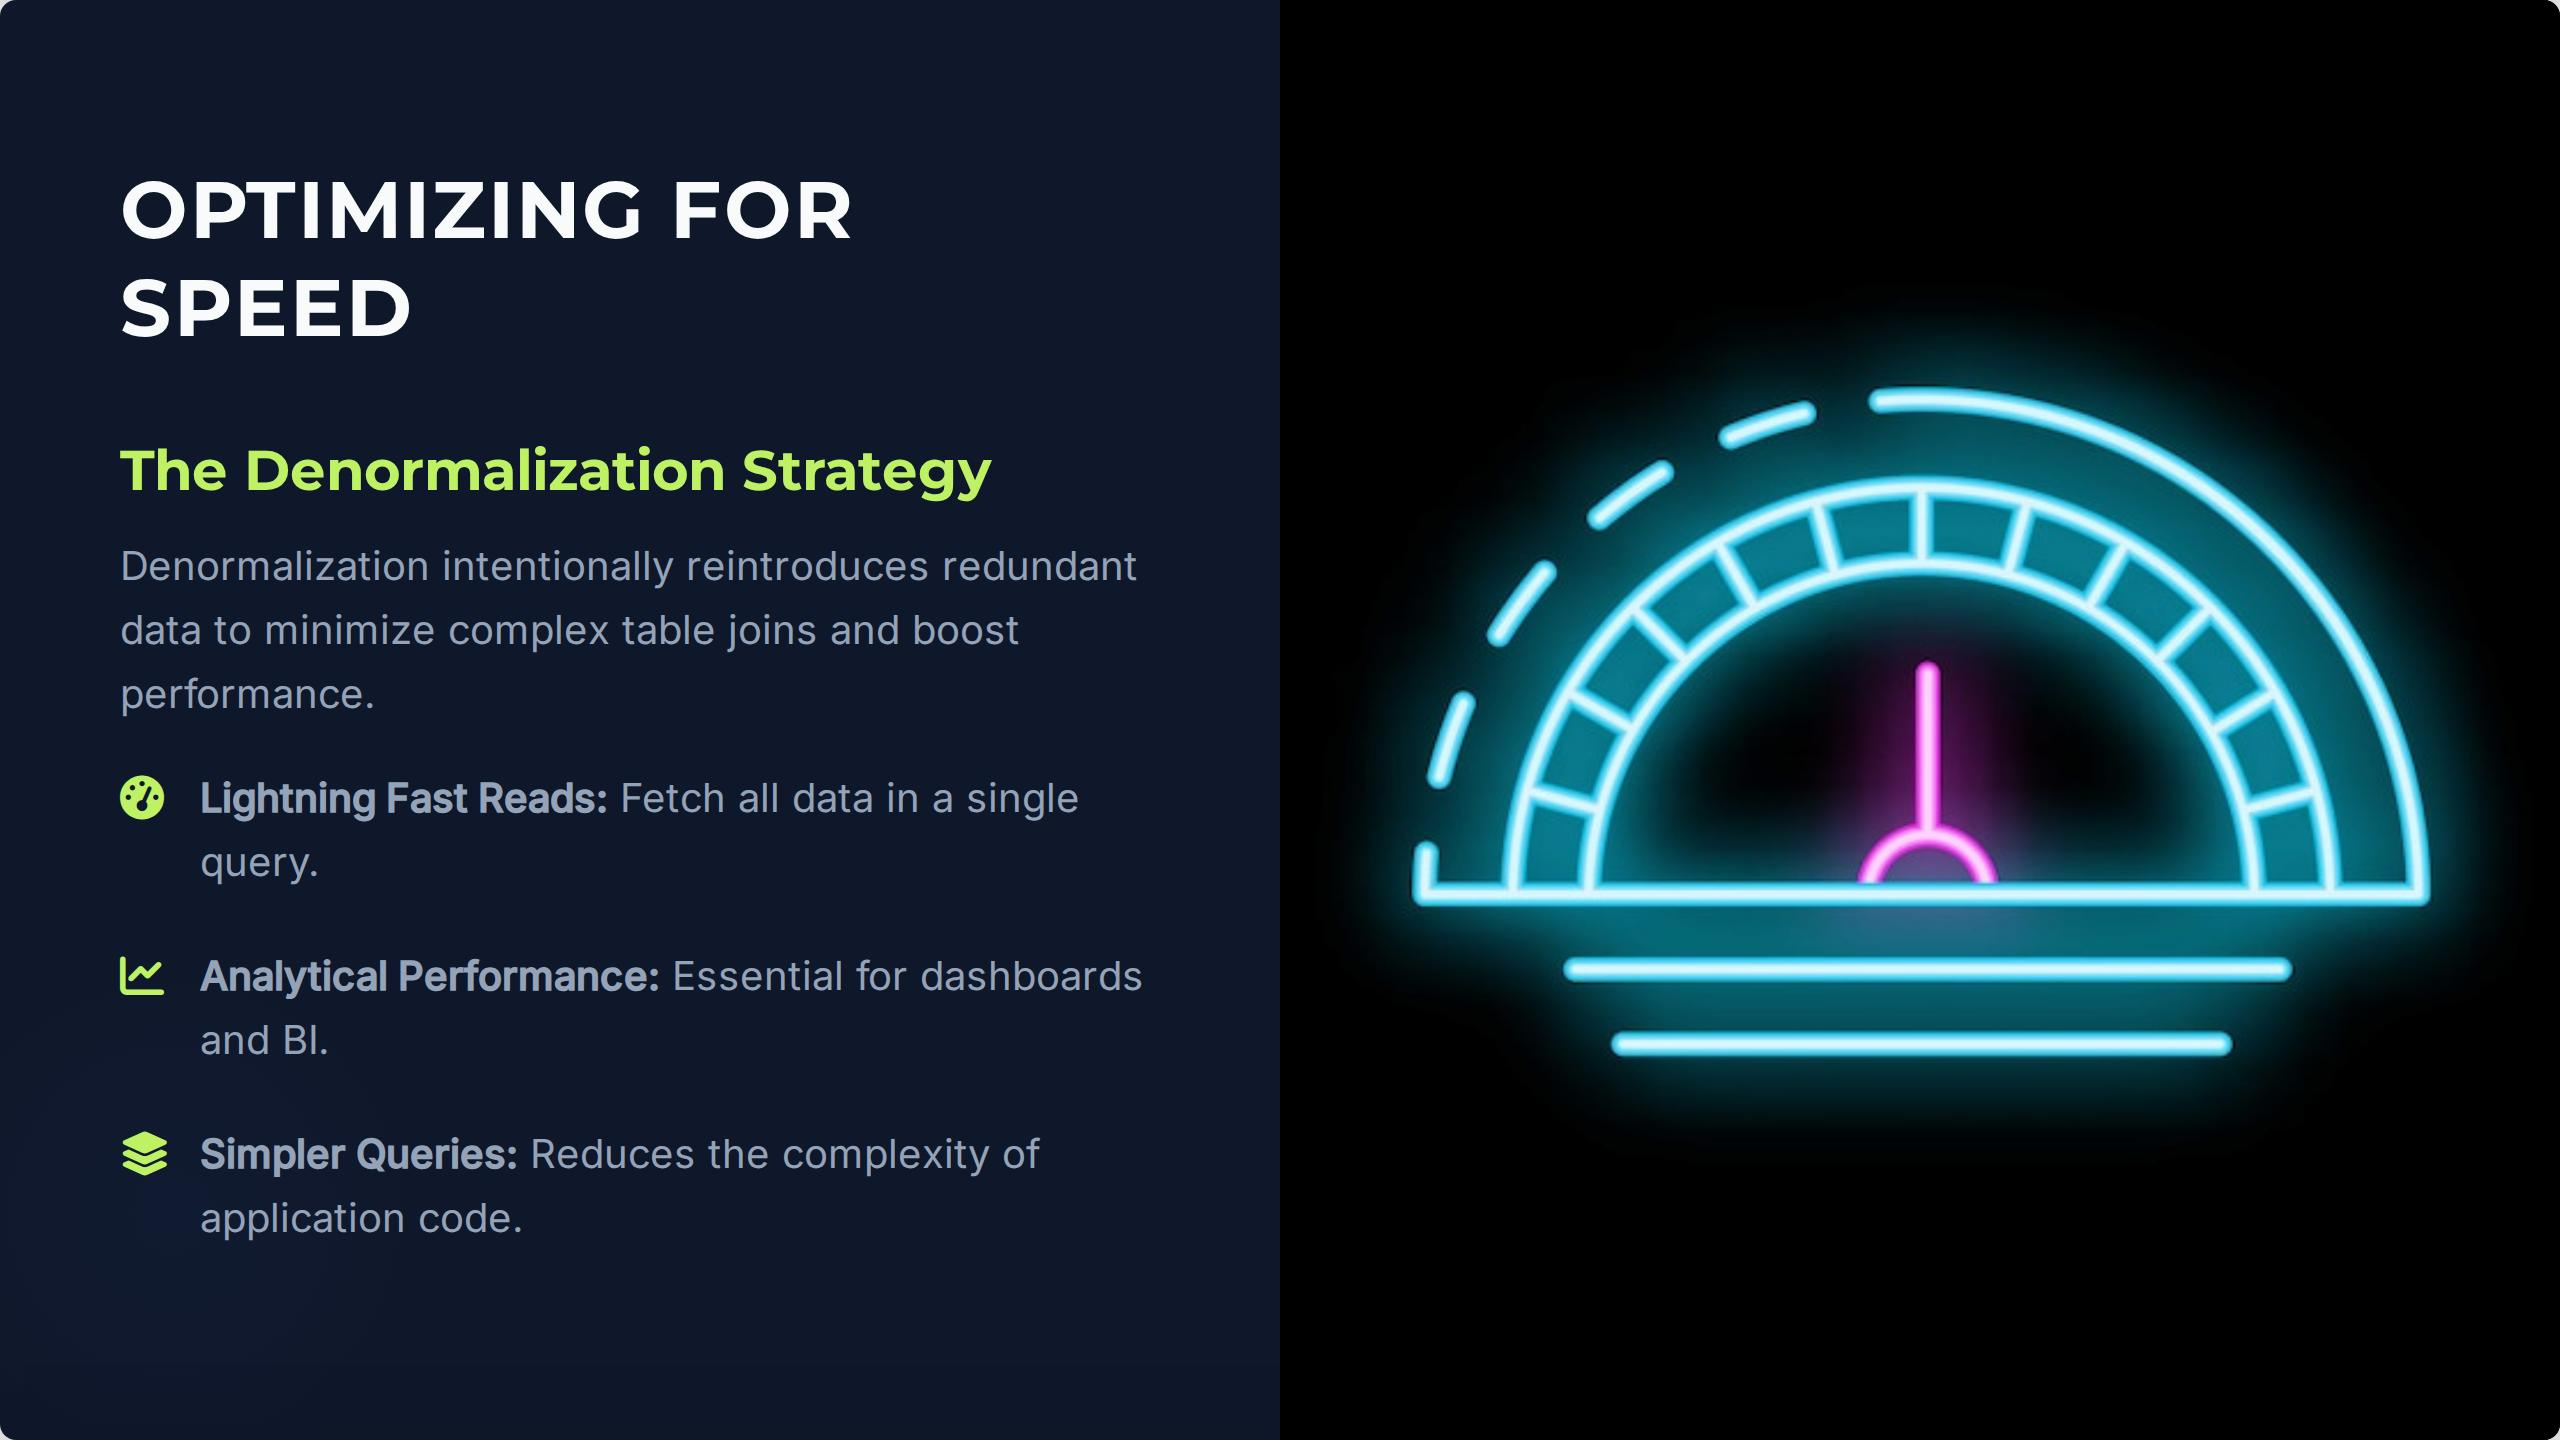 OPTIMIZING FOR
SPEED
The Denormalization Strategy
Denormalization intentionally reintroduces redundant
data to minimize complex table joins and boost
performance.
Lightning Fast Reads: Fetch all data in a single
query.
Analytical Performance: Essential for dashboards
and BI.
Simpler Queries: Reduces the complexity of
application code.